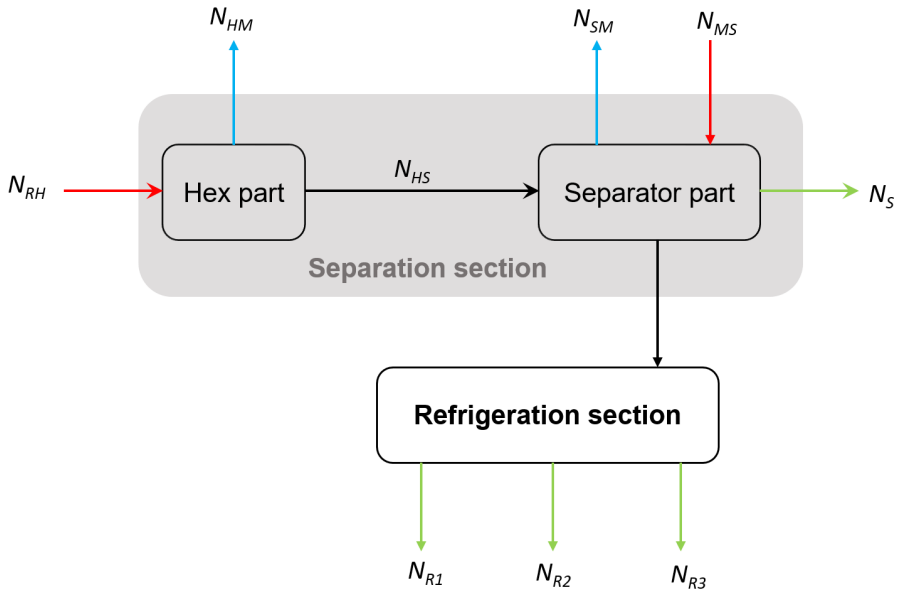 N_HM
N_SM
N_MS
N_RH
Hex part
N_HS
Separator part
N_S
Separation section
Refrigeration section
N_R1
N_R2
N_R3